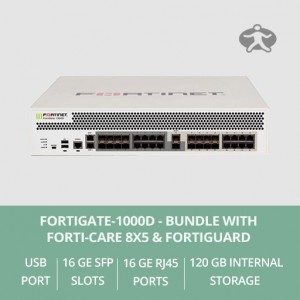 FORTINET
FORTIGATE-1000D - BUNDLE WITH
FORTI-CARE 8X5 & FORTIGUARD
USB
PORT
16 GE SFP
SLOTS
16 GE RJ45
PORTS
120 GB INTERNAL
STORAGE